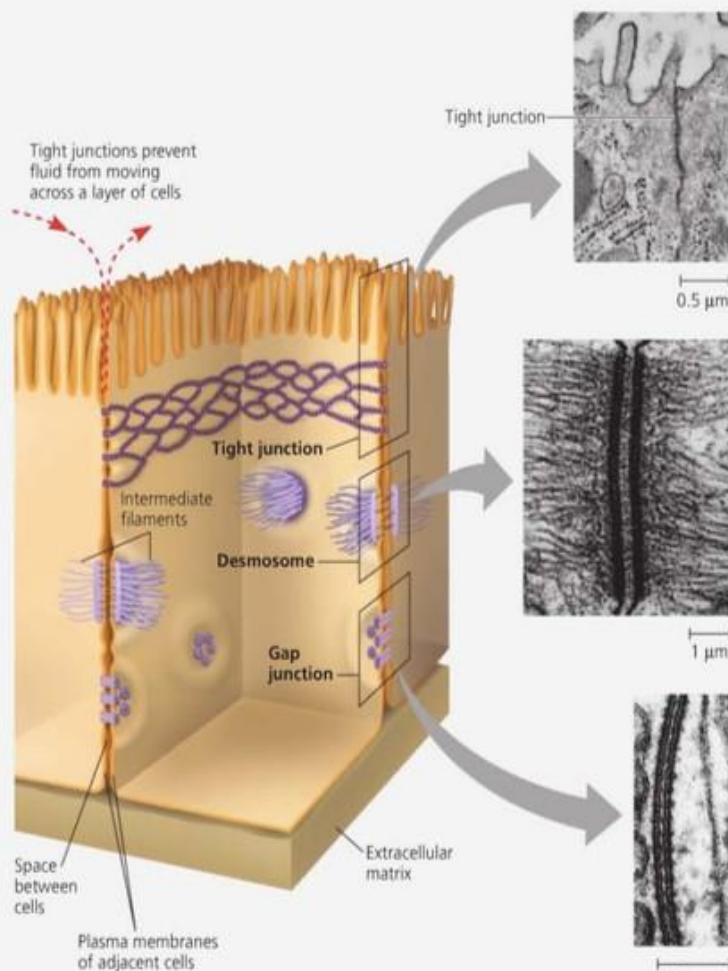 Tight junctions prevent
fluid from moving
across a layer of cells
Tight junction
0.5 µm
Tight junction
Intermediate
filaments
Desmosome
1 µm
Gap
junction
Extracellular
matrix
Space
between
cells
Plasma membranes
of adjacent cells